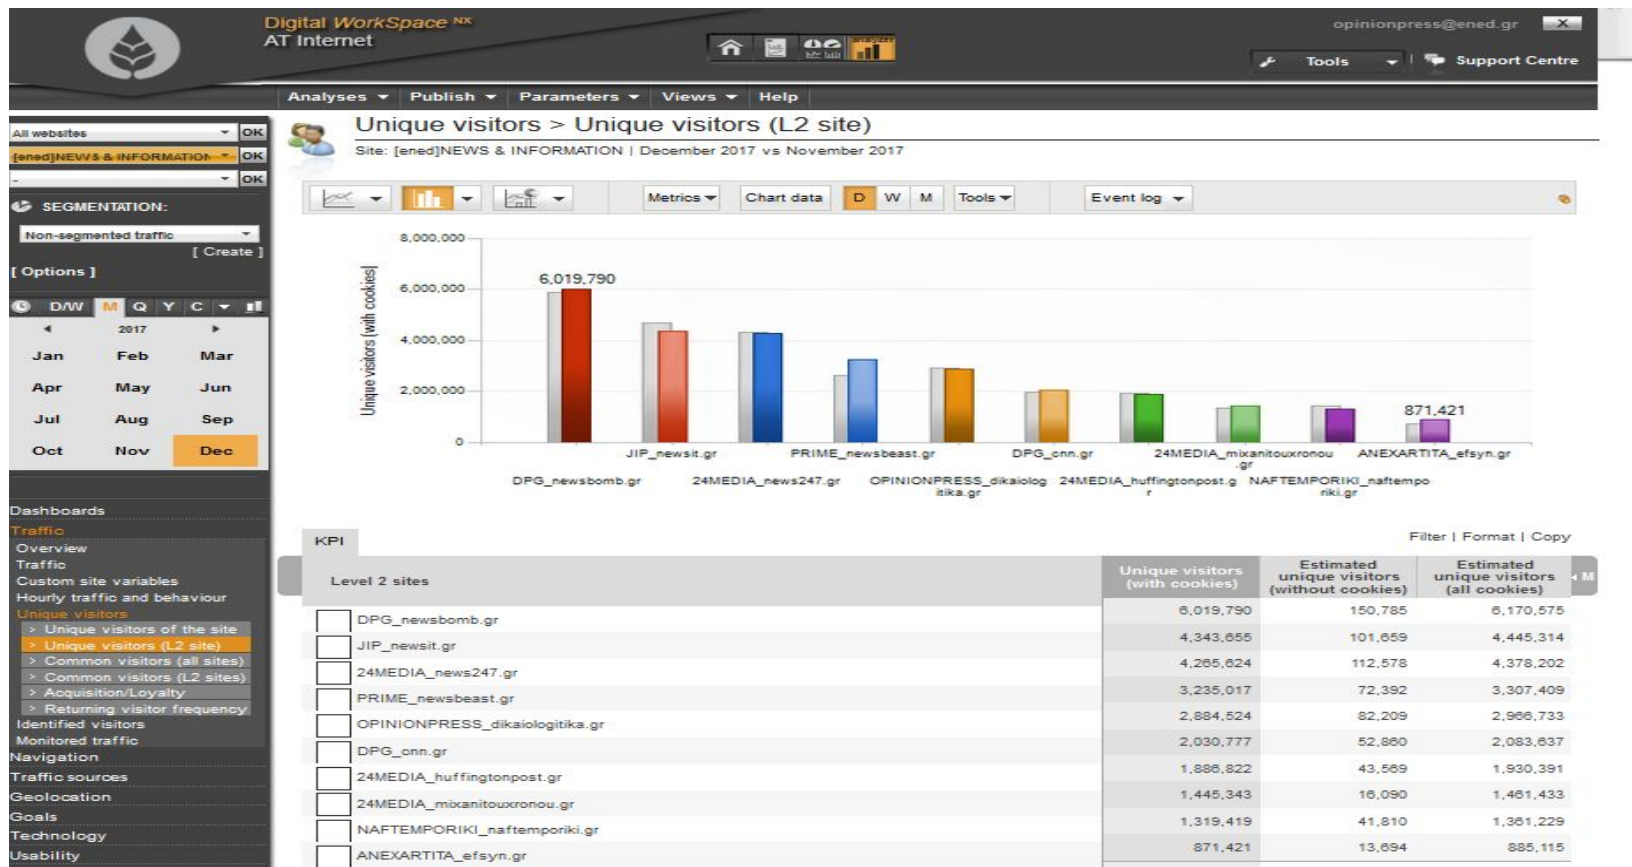 Digital WorkSpace NX
AT Internet
opinionpress@ened.gr X
analyzer
Tools
Support Centre
Analyses Publish Parameters Views Help
All websites OK
[ened]NEWS & INFORMATION OK
- OK
SEGMENTATION:
Non-segmented traffic
[ Create ]
[ Options ]
D/W M Q Y C
2017
Jan Feb Mar
Apr May Jun
Jul Aug Sep
Oct Nov Dec
Dashboards
Traffic
Overview
Traffic
Custom site variables
Hourly traffic and behaviour
Unique visitors
> Unique visitors of the site
> Unique visitors (L2 site)
> Common visitors (all sites)
> Common visitors (L2 sites)
> Acquisition/Loyalty
> Returning visitor frequency
Identified visitors
Monitored traffic
Navigation
Traffic sources
Geolocation
Goals
Technology
Usability
Unique visitors > Unique visitors (L2 site)
Site: [ened]NEWS & INFORMATION | December 2017 vs November 2017
Metrics Chart data D W M Tools Event log
Unique visitors (with cookies)
8,000,000
6,000,000
4,000,000
2,000,000
0
6,019,790
871,421
JIP_newsit.gr PRIME_newsbeast.gr DPG_cnn.gr 24MEDIA_mixanitouxronou
.gr ANEXARTITA_efsyn.gr
DPG_newsbomb.gr 24MEDIA_news247.gr OPINIONPRESS_dikaiolog
itika.gr 24MEDIA_huffingtonpost.g
r NAFTEMPORIKI_naftempo
riki.gr
KPI
Filter | Format | Copy
Level 2 sites
Unique visitors
(with cookies)
Estimated
unique visitors
(without cookies)
Estimated
unique visitors
(all cookies)
M
DPG_newsbomb.gr 6,019,790 150,785 6,170,575
JIP_newsit.gr 4,343,655 101,659 4,445,314
24MEDIA_news247.gr 4,265,624 112,578 4,378,202
PRIME_newsbeast.gr 3,235,017 72,392 3,307,409
OPINIONPRESS_dikaiologitika.gr 2,884,524 82,209 2,966,733
DPG_cnn.gr 2,030,777 52,860 2,083,637
24MEDIA_huffingtonpost.gr 1,886,822 43,569 1,930,391
24MEDIA_mixanitouxronou.gr 1,445,343 16,090 1,461,433
NAFTEMPORIKI_naftemporiki.gr 1,319,419 41,810 1,361,229
ANEXARTITA_efsyn.gr 871,421 13,694 885,115